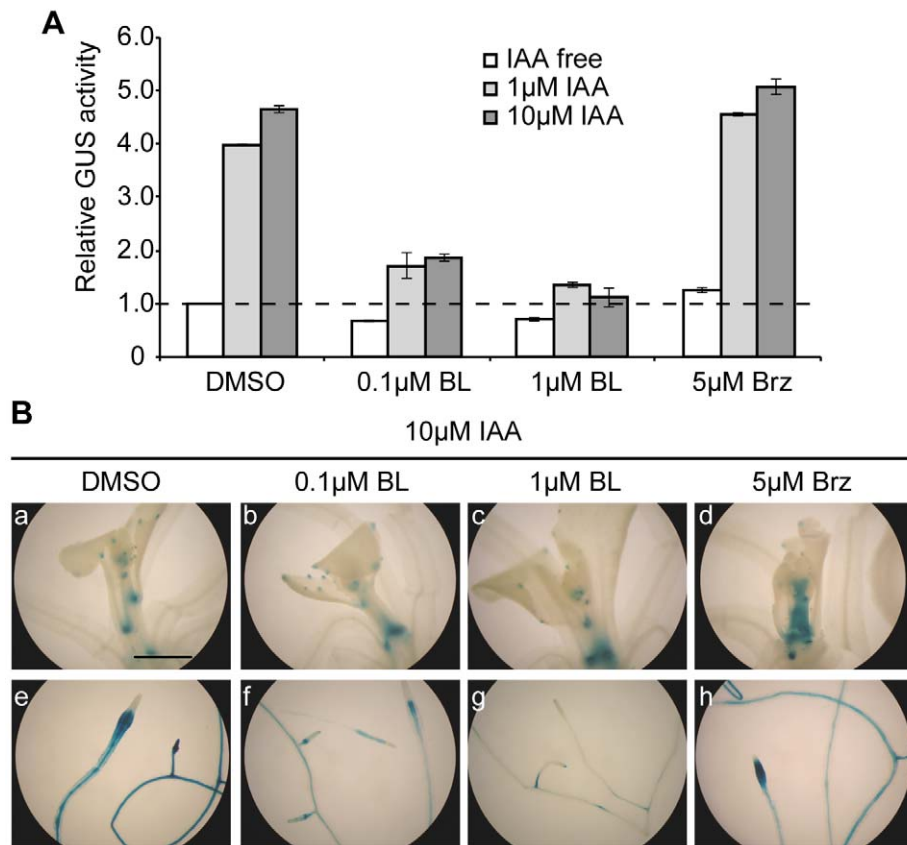 A
Relative GUS activity
6.0
5.0
4.0
3.0
2.0
1.0
0
IAA free
1µM IAA
10µM IAA
DMSO 0.1µM BL 1µM BL 5µM Brz
B
10µM IAA
DMSO 0.1µM BL 1µM BL 5µM Brz
a b c d
e f g h